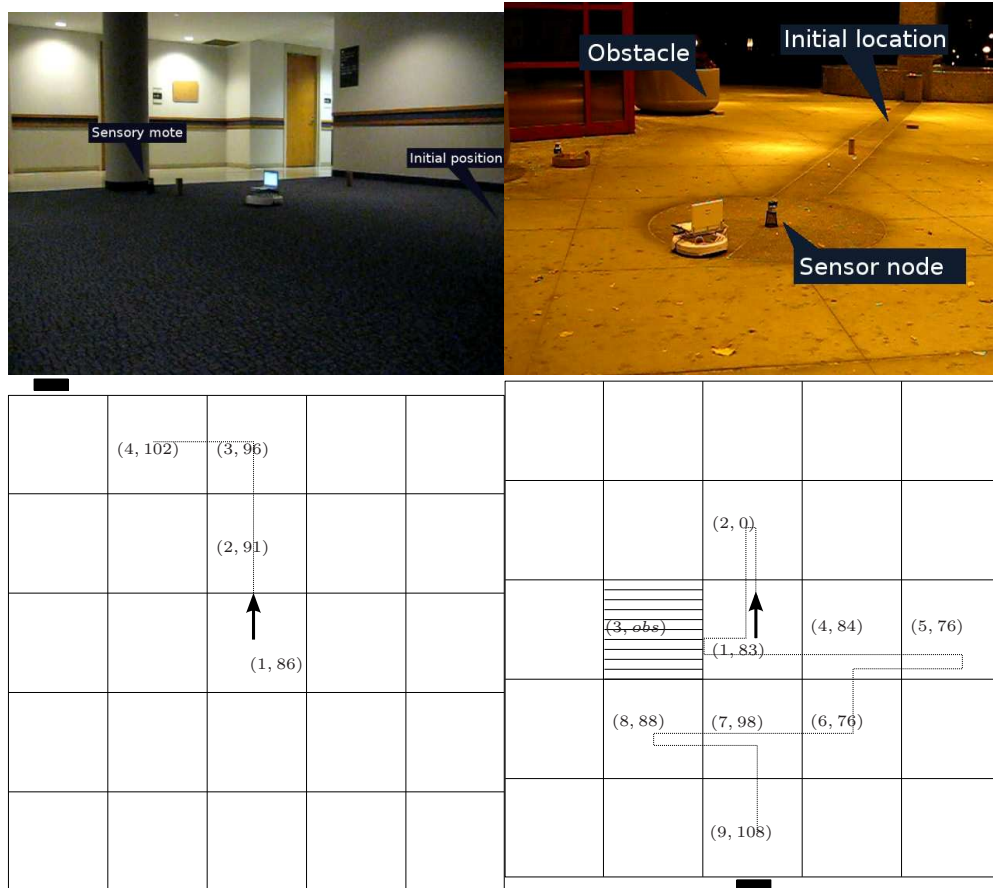 Sensory mote
Initial position
Obstacle
Initial location
Sensor node
(4, 102)
(3, 96)
(2, 91)
(1, 86)
(2, 0)
(3, obs)
(1, 83)
(4, 84)
(5, 76)
(8, 88)
(7, 98)
(6, 76)
(9, 108)